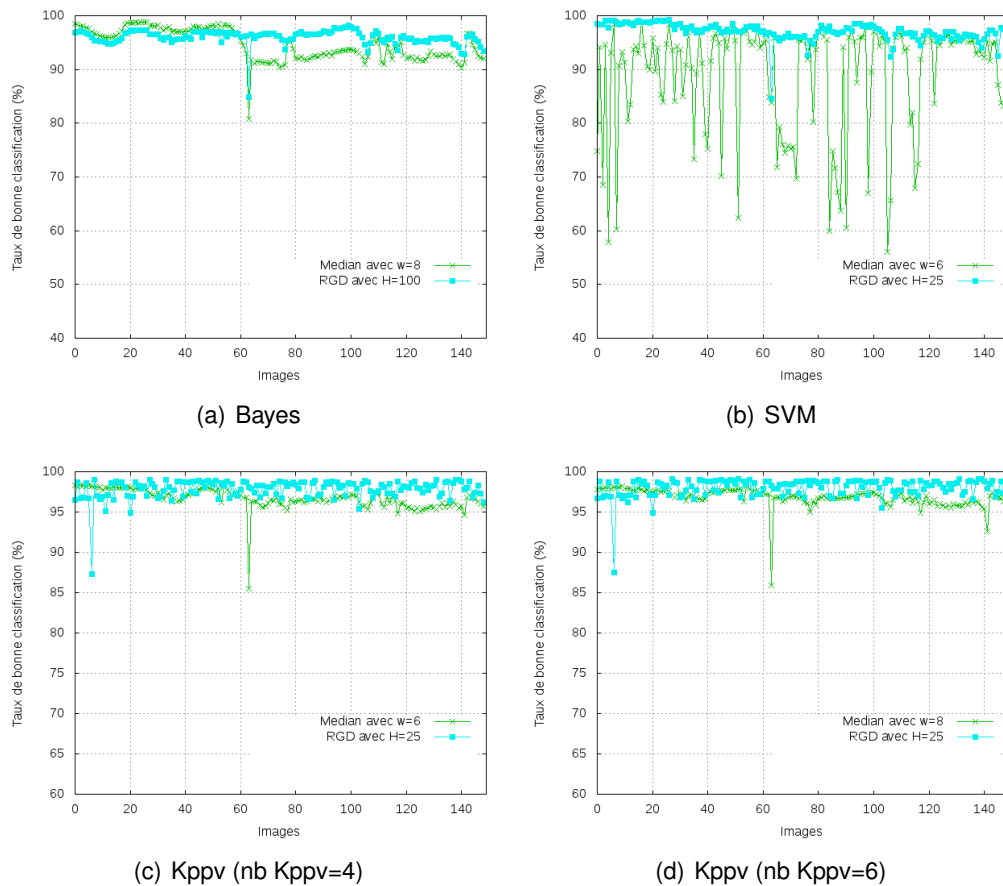 100
90
80
70
60
50
40
0 20 40 60 80 100 120 140
Taux de bonne classification (%)
Images
Median avec w=8
RGD avec H=100
(a) Bayes
100
90
80
70
60
50
40
0 20 40 60 80 100 120 140
Taux de bonne classification (%)
Images
Median avec w=6
RGD avec H=25
(b) SVM
100
95
90
85
80
75
70
65
60
0 20 40 60 80 100 120 140
Taux de bonne classification (%)
Images
Median avec w=6
RGD avec H=25
(c) Kppv (nb Kppv=4)
100
95
90
85
80
75
70
65
60
0 20 40 60 80 100 120 140
Taux de bonne classification (%)
Images
Median avec w=8
RGD avec H=25
(d) Kppv (nb Kppv=6)